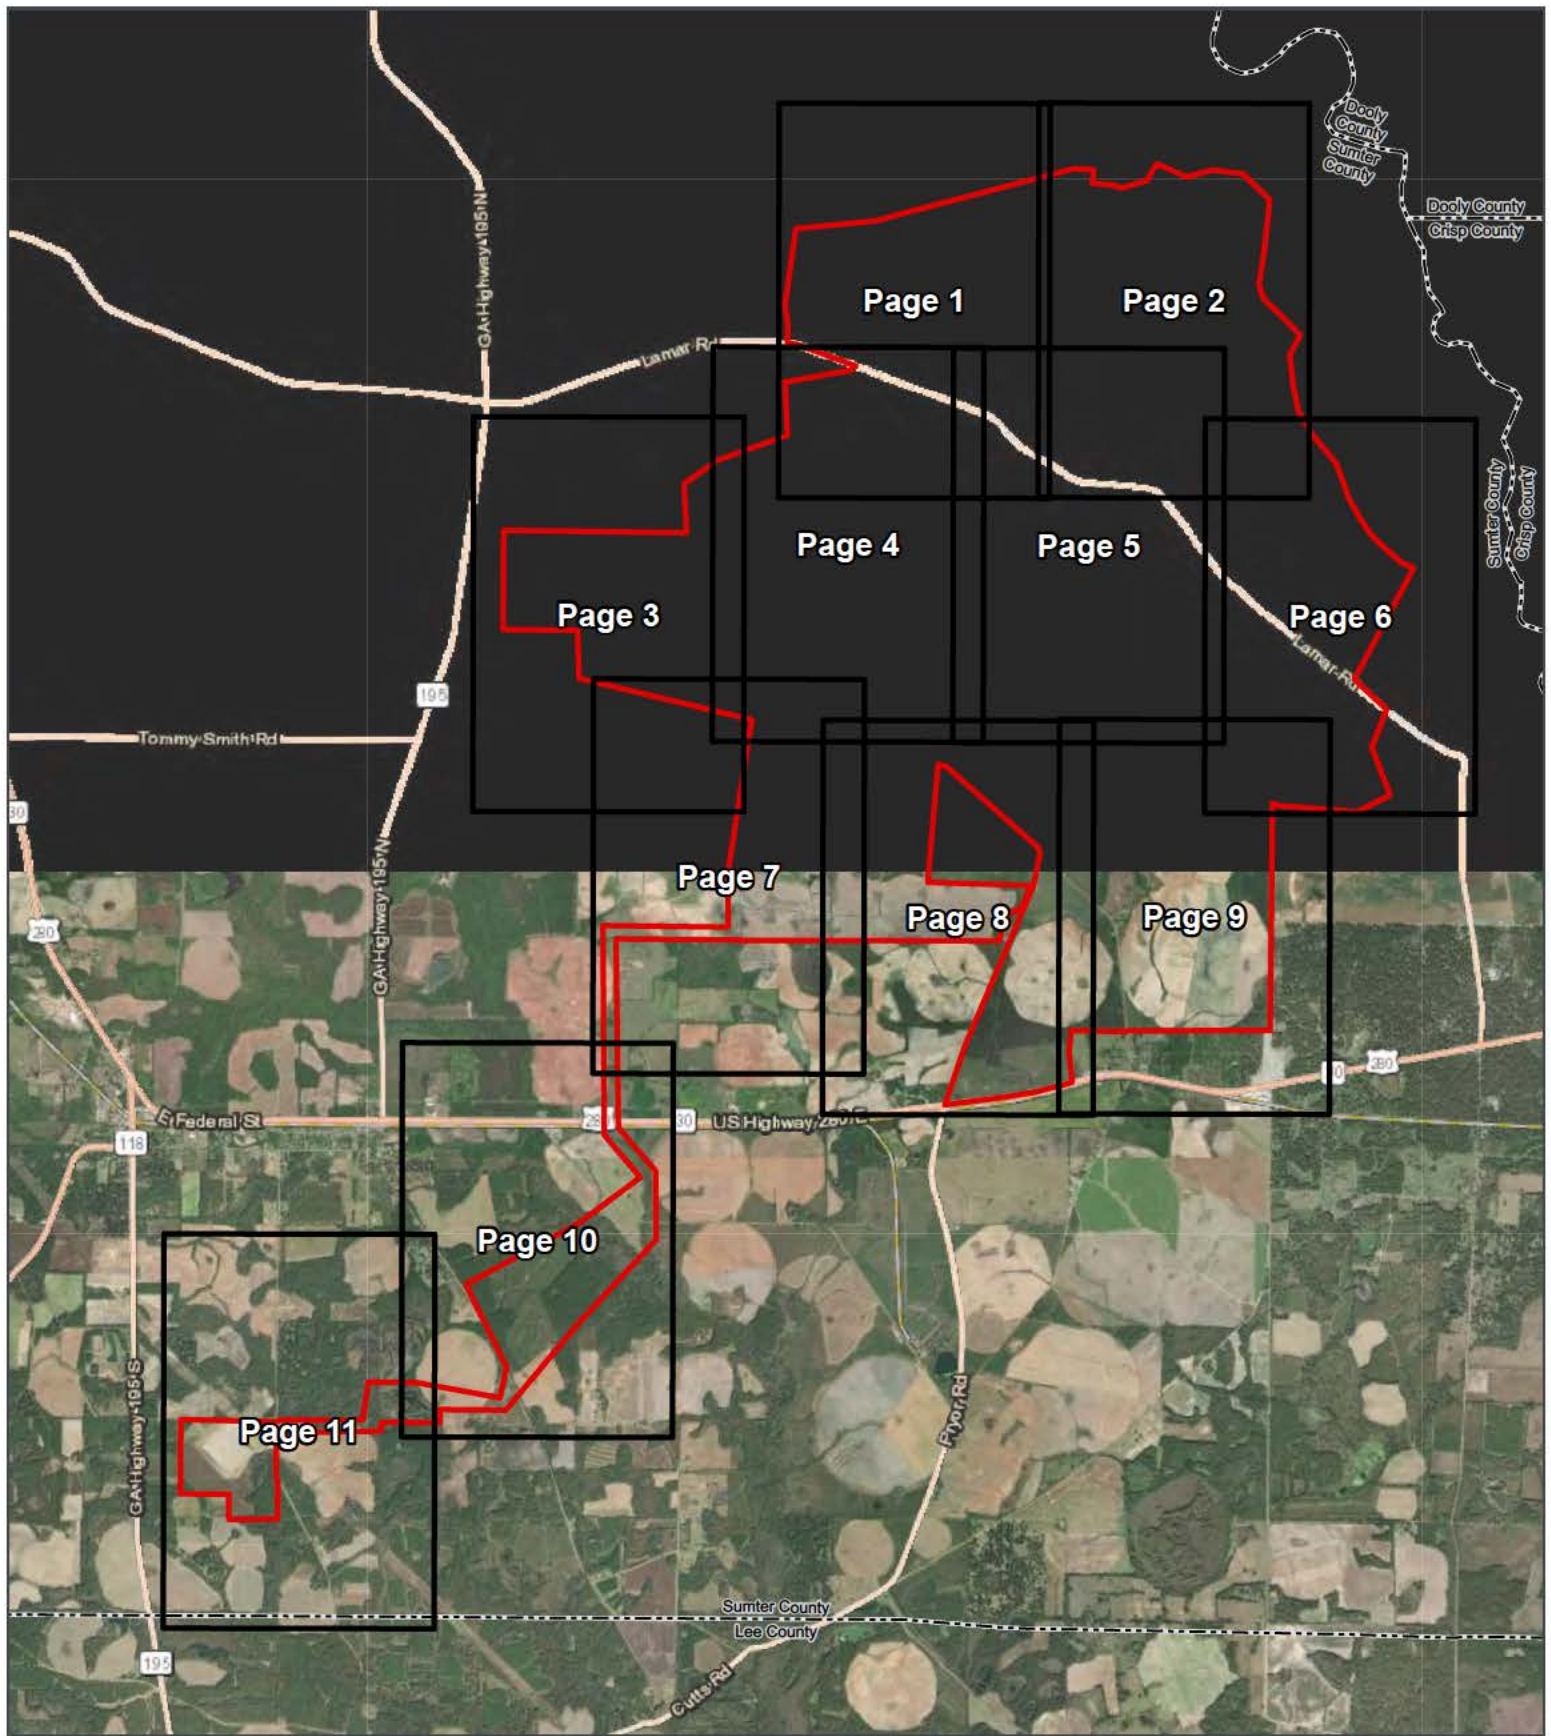 Dooly
County
Sumter
County
Dooly County
Crisp County
GA Highway 195 N
Page 1
Page 2
Lamar Rd
Sumter County
Crisp County
Page 4
Page 5
Page 3
Page 6
Lamar Rd
195
Tommy Smith Rd
30
Page 7
GA Highway 195 N
Page 8
Page 9
280
280
E Federal St
30
US Highway 280 E
118
Page 10
GA Highway 195 S
Pryor Rd
Page 11
Sumter County
Lee County
195
Cutts Rd